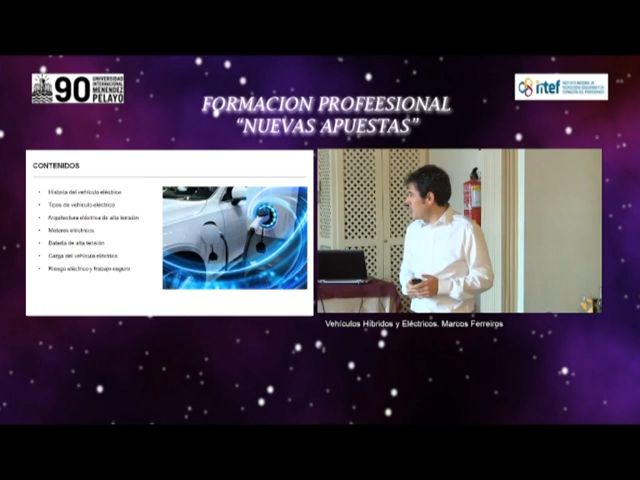 90
UNIVERSIDAD
INTERNACIONAL
MENÉNDEZ
PELAYO
intef
FORMACION PROFEESIONAL
“NUEVAS APUESTAS”
CONTENIDOS
• Historia del vehículo eléctrico
• Tipos de vehículo eléctrico
• Arquitectura eléctrica de alta tensión
• Motores eléctricos
• Batería de alta tensión
• Carga del vehículo eléctrico
• Riesgo eléctrico y trabajo seguro
Vehículos Híbridos y Eléctricos. Marcos Ferreiros